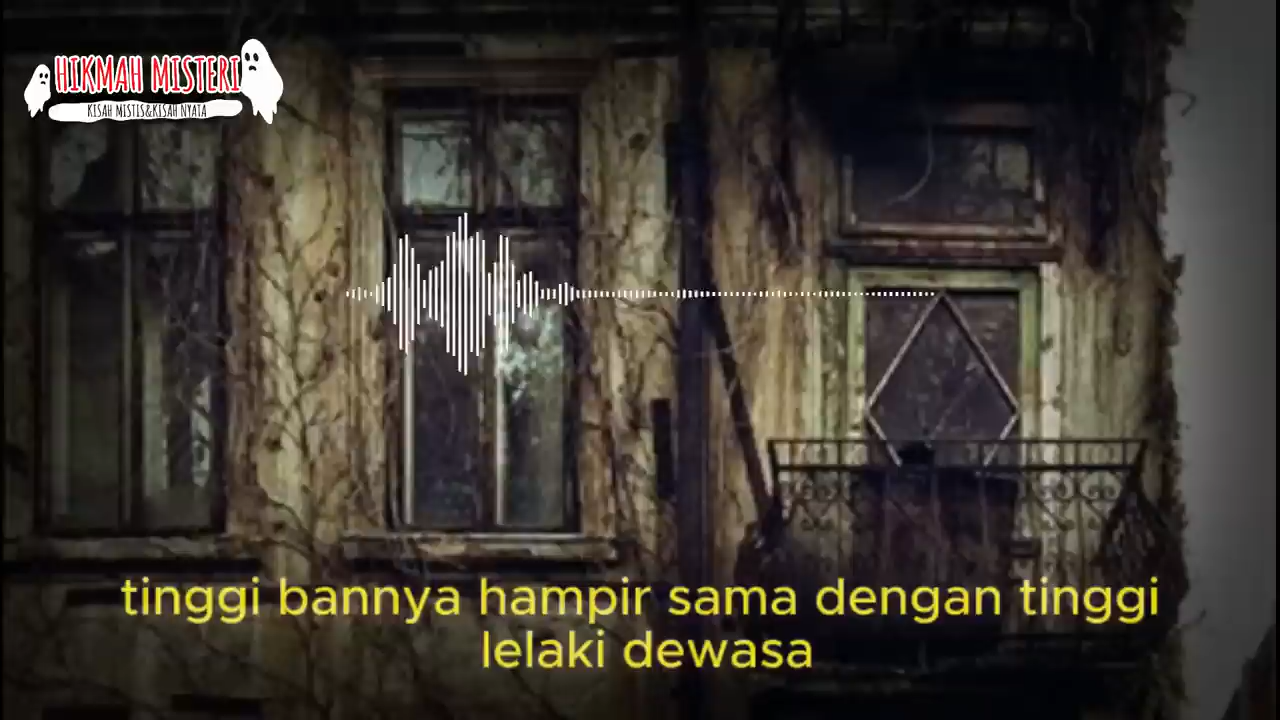 HIKMAH MISTERI
KISAH MISTIS&KISAH NYATA
tinggi bannya hampir sama dengan tinggi
lelaki dewasa